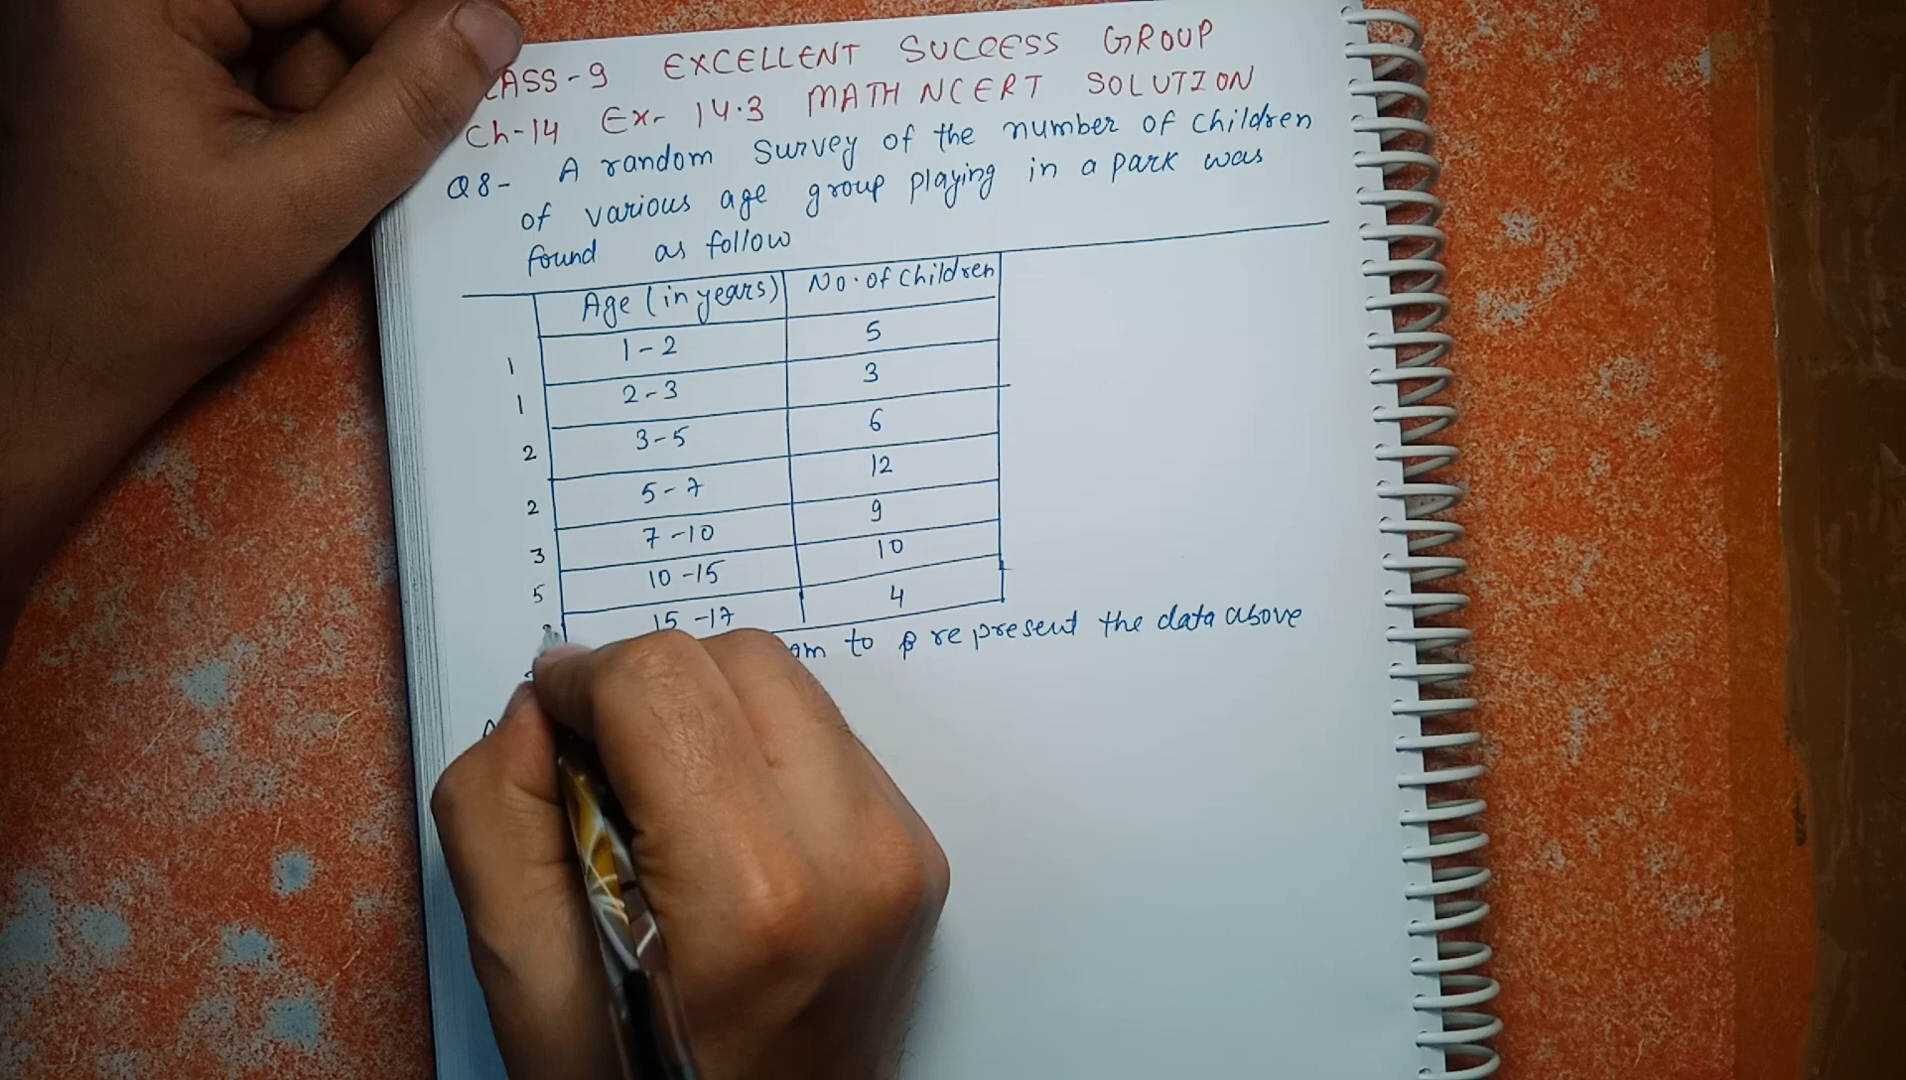 ASS-9 EXCELLENT SUCCESS GROUP
Ch-14 Ex- 14.3 MATH NCERT SOLUTION
Q8- A random survey of the number of children
of various age group playing in a park was
found as follow
Age (in years) No. of children
1 1-2 5
1 2-3 3
2 3-5 6
2 5-7 12
3 7-10 9
5 10-15 10
15-17 4
am to represent the data above